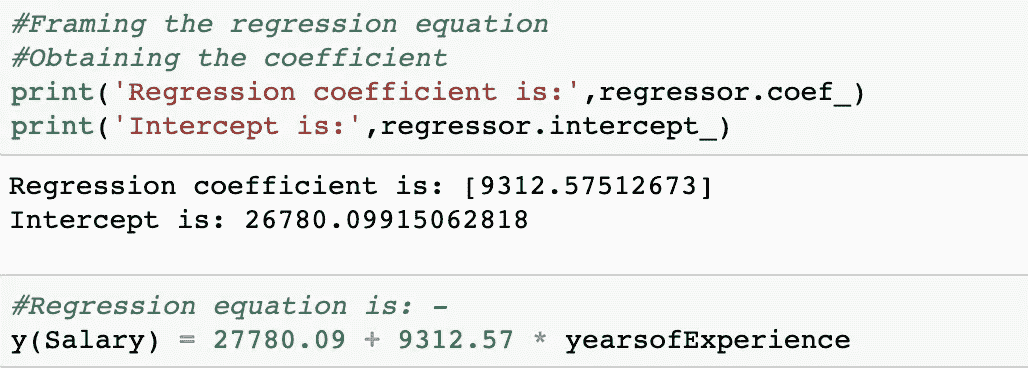 #Framing the regression equation
#Obtaining the coefficient
print('Regression coefficient is:',regressor.coef_)
print('Intercept is:',regressor.intercept_)
Regression coefficient is: [9312.57512673]
Intercept is: 26780.09915062818
#Regression equation is: -
y(Salary) = 27780.09 + 9312.57 * yearsofExperience